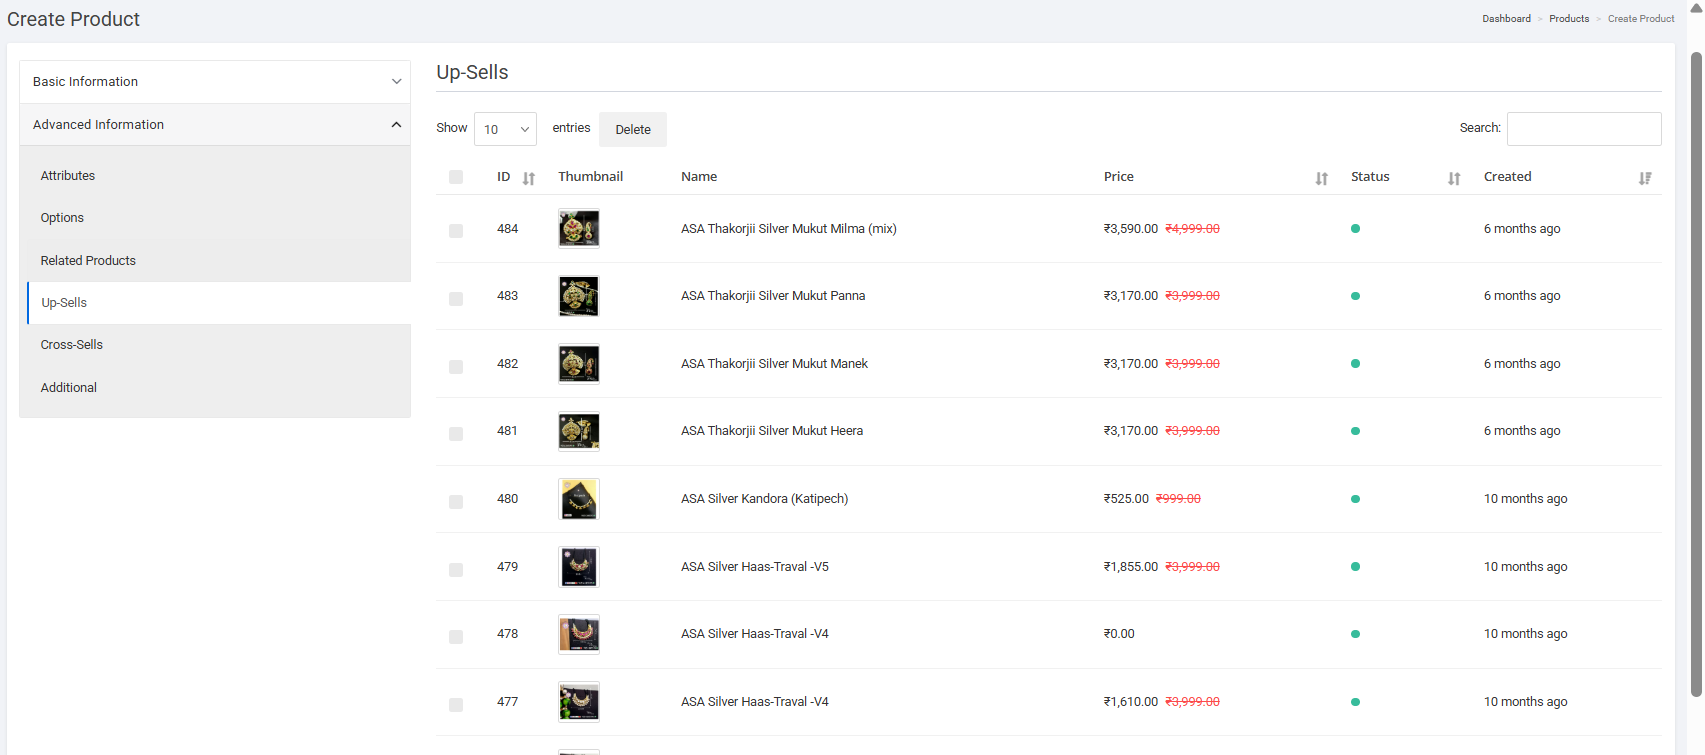 Create Product
Dashboard > Products > Create Product
Basic Information
Advanced Information
Attributes
Options
Related Products
Up-Sells
Cross-Sells
Additional
Up-Sells
Show 10 entries Delete Search:
ID Thumbnail Name Price Status Created
484 ASA Thakorjii Silver Mukut Milma (mix) ₹3,590.00 ₹4,999.00 6 months ago
483 ASA Thakorjii Silver Mukut Panna ₹3,170.00 ₹3,999.00 6 months ago
482 ASA Thakorjii Silver Mukut Manek ₹3,170.00 ₹3,999.00 6 months ago
481 ASA Thakorjii Silver Mukut Heera ₹3,170.00 ₹3,999.00 6 months ago
480 ASA Silver Kandora (Katipech) ₹525.00 ₹999.00 10 months ago
479 ASA Silver Haas-Traval -V5 ₹1,855.00 ₹3,999.00 10 months ago
478 ASA Silver Haas-Traval -V4 ₹0.00 10 months ago
477 ASA Silver Haas-Traval -V4 ₹1,610.00 ₹3,999.00 10 months ago